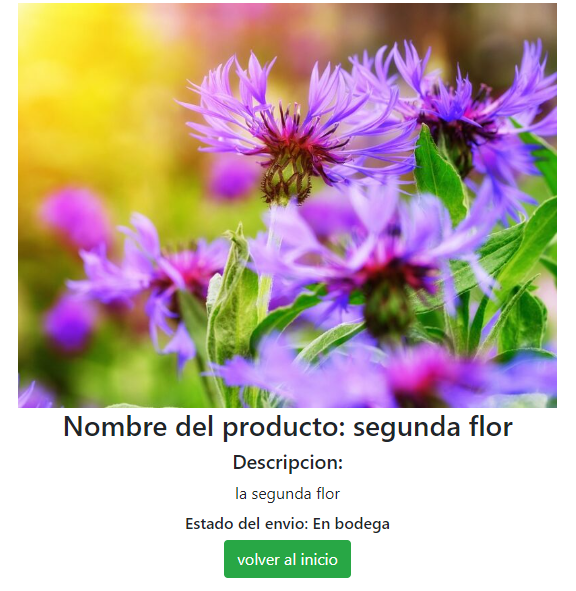 Nombre del producto: segunda flor
Descripcion:
la segunda flor
Estado del envio: En bodega
volver al inicio